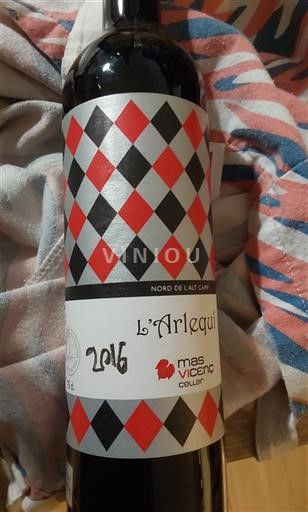 VINIOU
NORD DE L'ALT CAMP
L'Arlequí
2016
mas
vicenç
celler